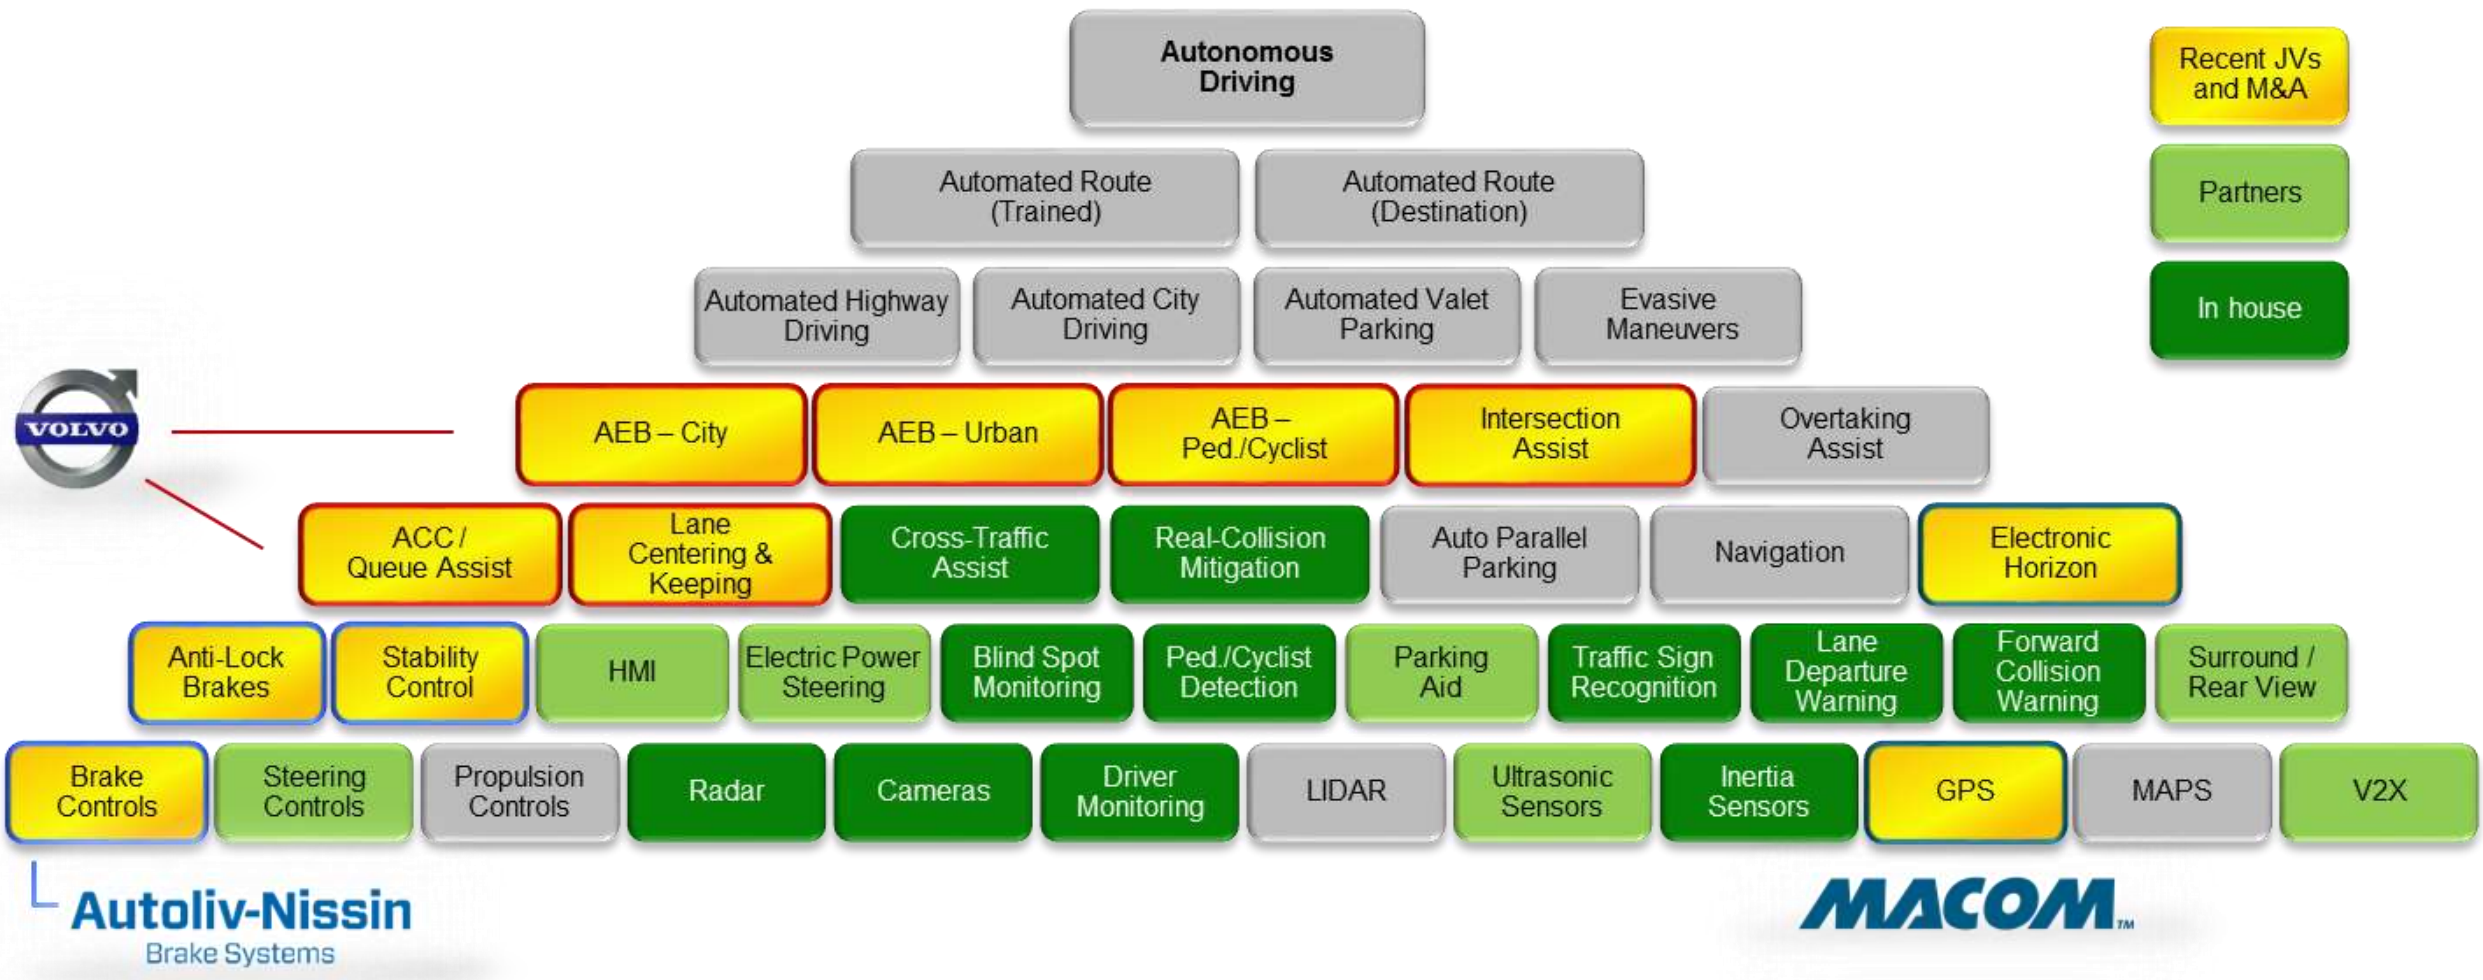 Autonomous
Driving
Recent JVs
and M&A
Automated Route
(Trained)
Automated Route
(Destination)
Partners
Automated Highway
Driving
Automated City
Driving
Automated Valet
Parking
Evasive
Maneuvers
In house
VOLVO
AEB – City
AEB – Urban
AEB –
Ped./Cyclist
Intersection
Assist
Overtaking
Assist
ACC /
Queue Assist
Lane
Centering &
Keeping
Cross-Traffic
Assist
Real-Collision
Mitigation
Auto Parallel
Parking
Navigation
Electronic
Horizon
Anti-Lock
Brakes
Stability
Control
HMI
Electric Power
Steering
Blind Spot
Monitoring
Ped./Cyclist
Detection
Parking
Aid
Traffic Sign
Recognition
Lane
Departure
Warning
Forward
Collision
Warning
Surround /
Rear View
Brake
Controls
Steering
Controls
Propulsion
Controls
Radar
Cameras
Driver
Monitoring
LIDAR
Ultrasonic
Sensors
Inertia
Sensors
GPS
MAPS
V2X
Autoliv-Nissin
Brake Systems
MACOM™